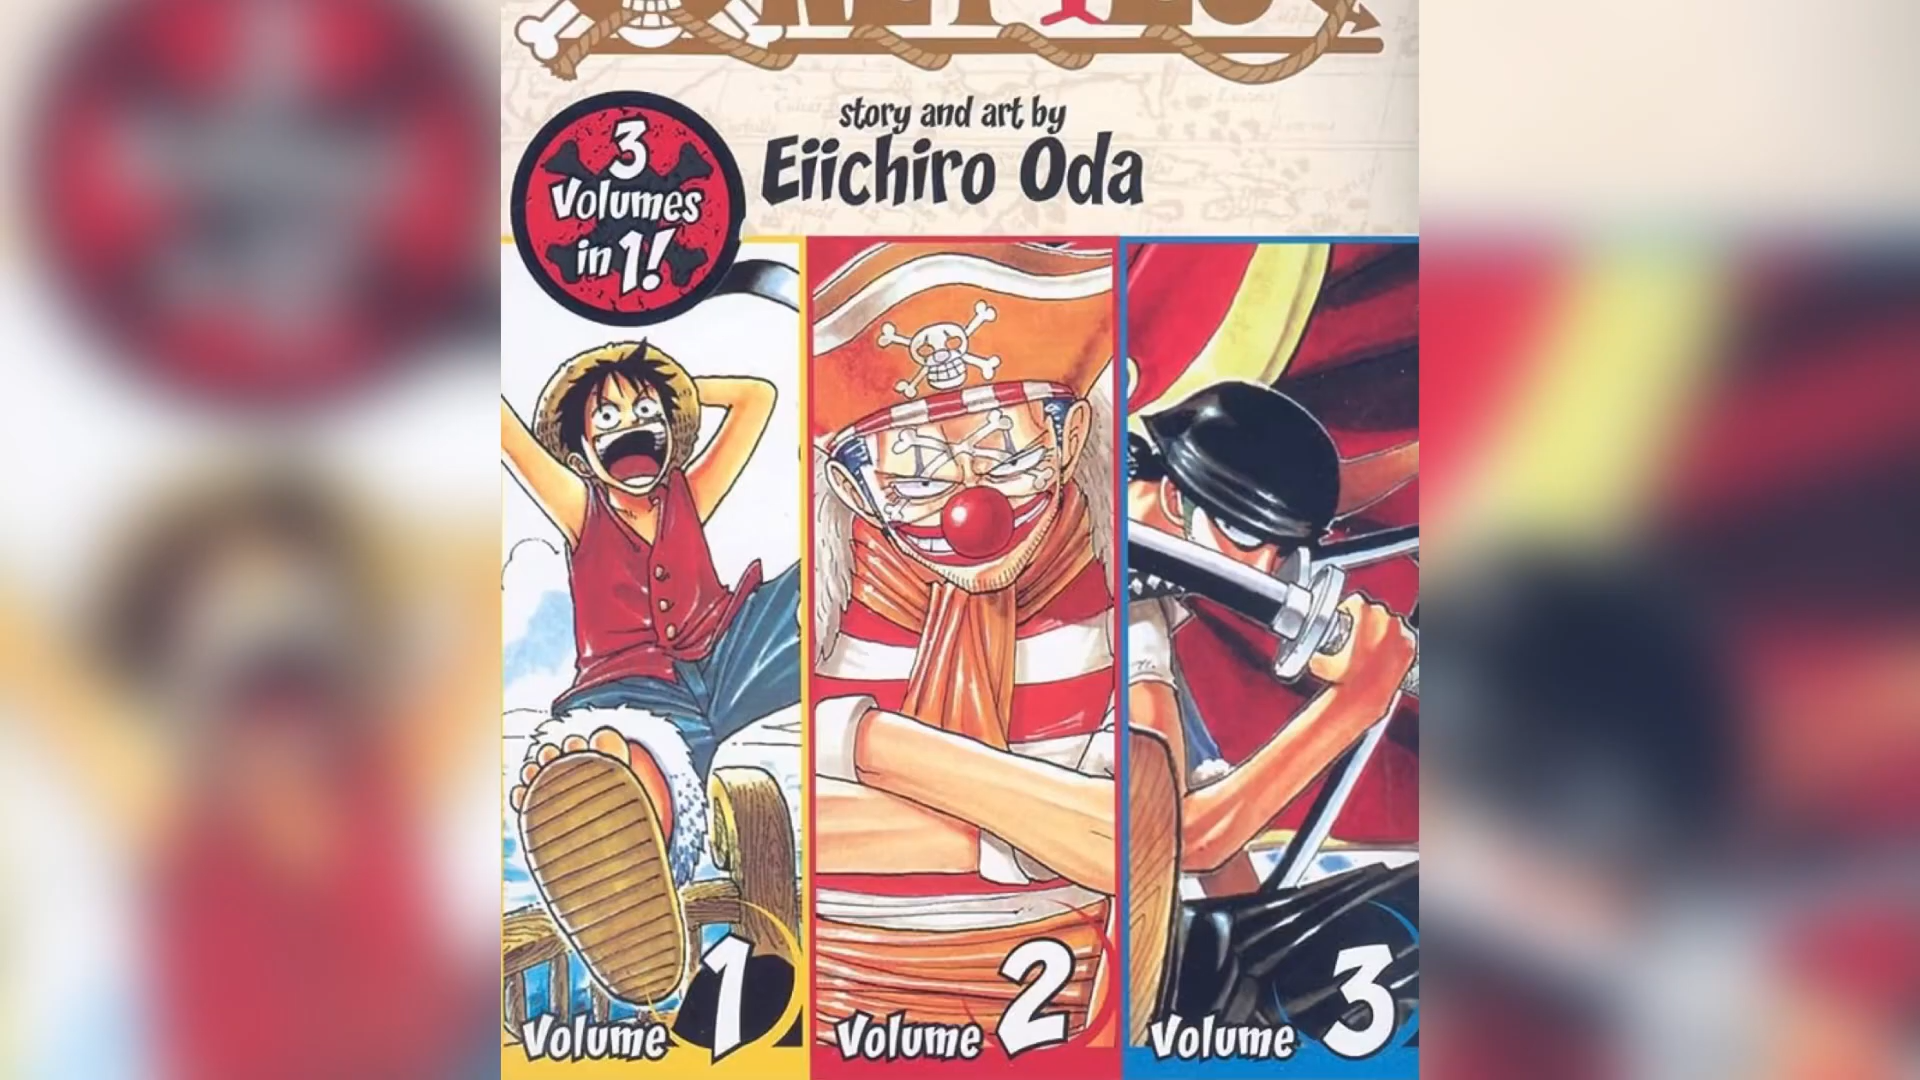 story and art by
Eiichiro Oda
3
Volumes
in 1!
Volume 1
Volume 2
Volume 3